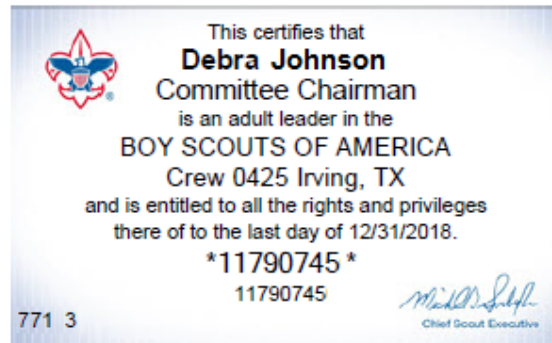 This certifies that
Debra Johnson
Committee Chairman
is an adult leader in the
BOY SCOUTS OF AMERICA
Crew 0425 Irving, TX
and is entitled to all the rights and privileges
there of to the last day of 12/31/2018.
*11790745 *
11790745
771 3
Chief Scout Executive